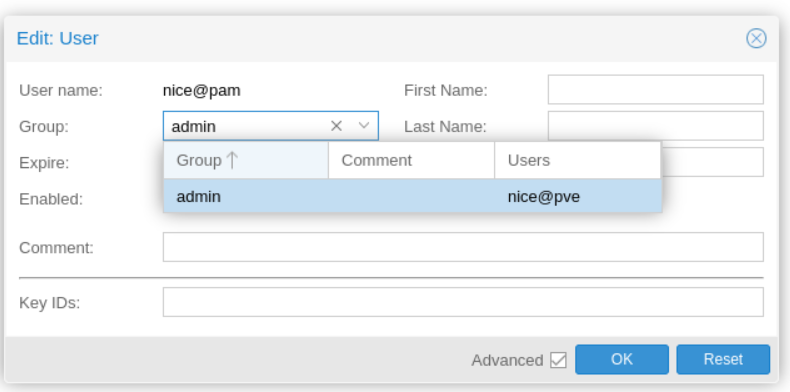 Edit: User
User name: nice@pam First Name:
Group: admin Last Name:
Expire: Group Comment Users
Enabled: admin nice@pve
Comment:
Key IDs:
Advanced OK Reset